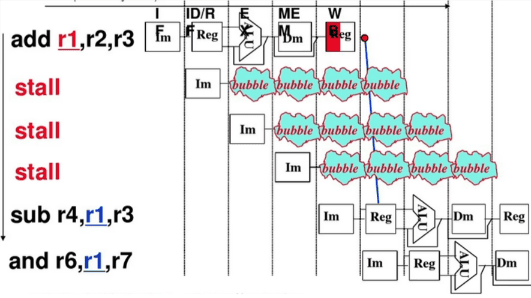 I ID/R E ME W
F F X M B
add r1,r2,r3 Im Reg ALU Dm Reg
stall Im bubble bubble bubble bubble
stall Im bubble bubble bubble bubble
stall Im bubble bubble bubble bubble
sub r4,r1,r3 Im Reg ALU Dm Reg
and r6,r1,r7 Im Reg ALU Dm